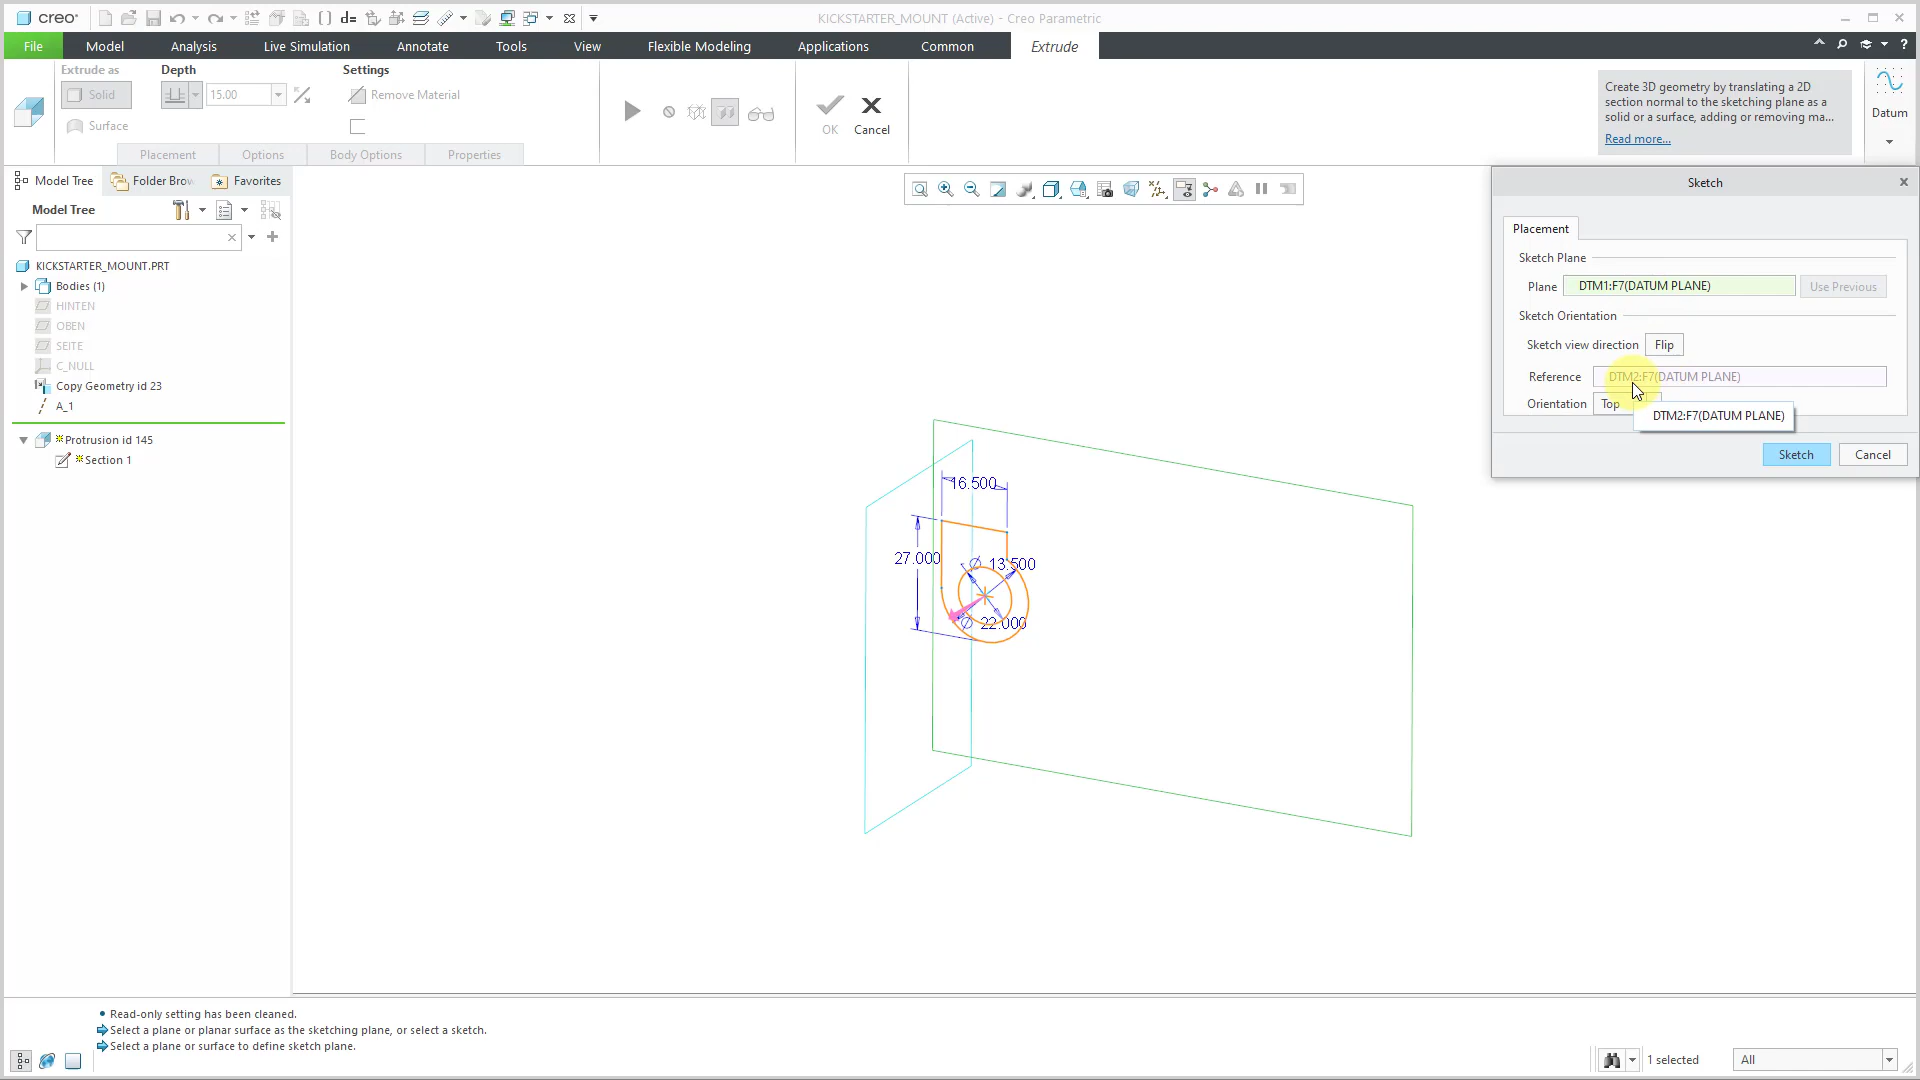 creo®
KICKSTARTER_MOUNT (Active) - Creo Parametric
File Model Analysis Live Simulation Annotate Tools View Flexible Modeling Applications Common Extrude
Extrude as Depth Settings
Solid 15.00 Remove Material
Surface
OK Cancel
Placement Options Body Options Properties
Create 3D geometry by translating a 2D
section normal to the sketching plane as a
solid or a surface, adding or removing ma...
Read more...
Datum
Model Tree Folder Brow Favorites
Model Tree
KICKSTARTER_MOUNT.PRT
Bodies (1)
HINTEN
OBEN
SEITE
C_NULL
Copy Geometry id 23
A_1
Protrusion id 145
Section 1
16.500
27.000
∅ 13.500
∅ 22.000
Sketch
Placement
Sketch Plane
Plane DTM1:F7(DATUM PLANE) Use Previous
Sketch Orientation
Sketch view direction Flip
Reference DTM2:F7(DATUM PLANE)
Orientation Top
DTM2:F7(DATUM PLANE)
Sketch Cancel
Read-only setting has been cleaned.
Select a plane or planar surface as the sketching plane, or select a sketch.
Select a plane or surface to define sketch plane.
1 selected All